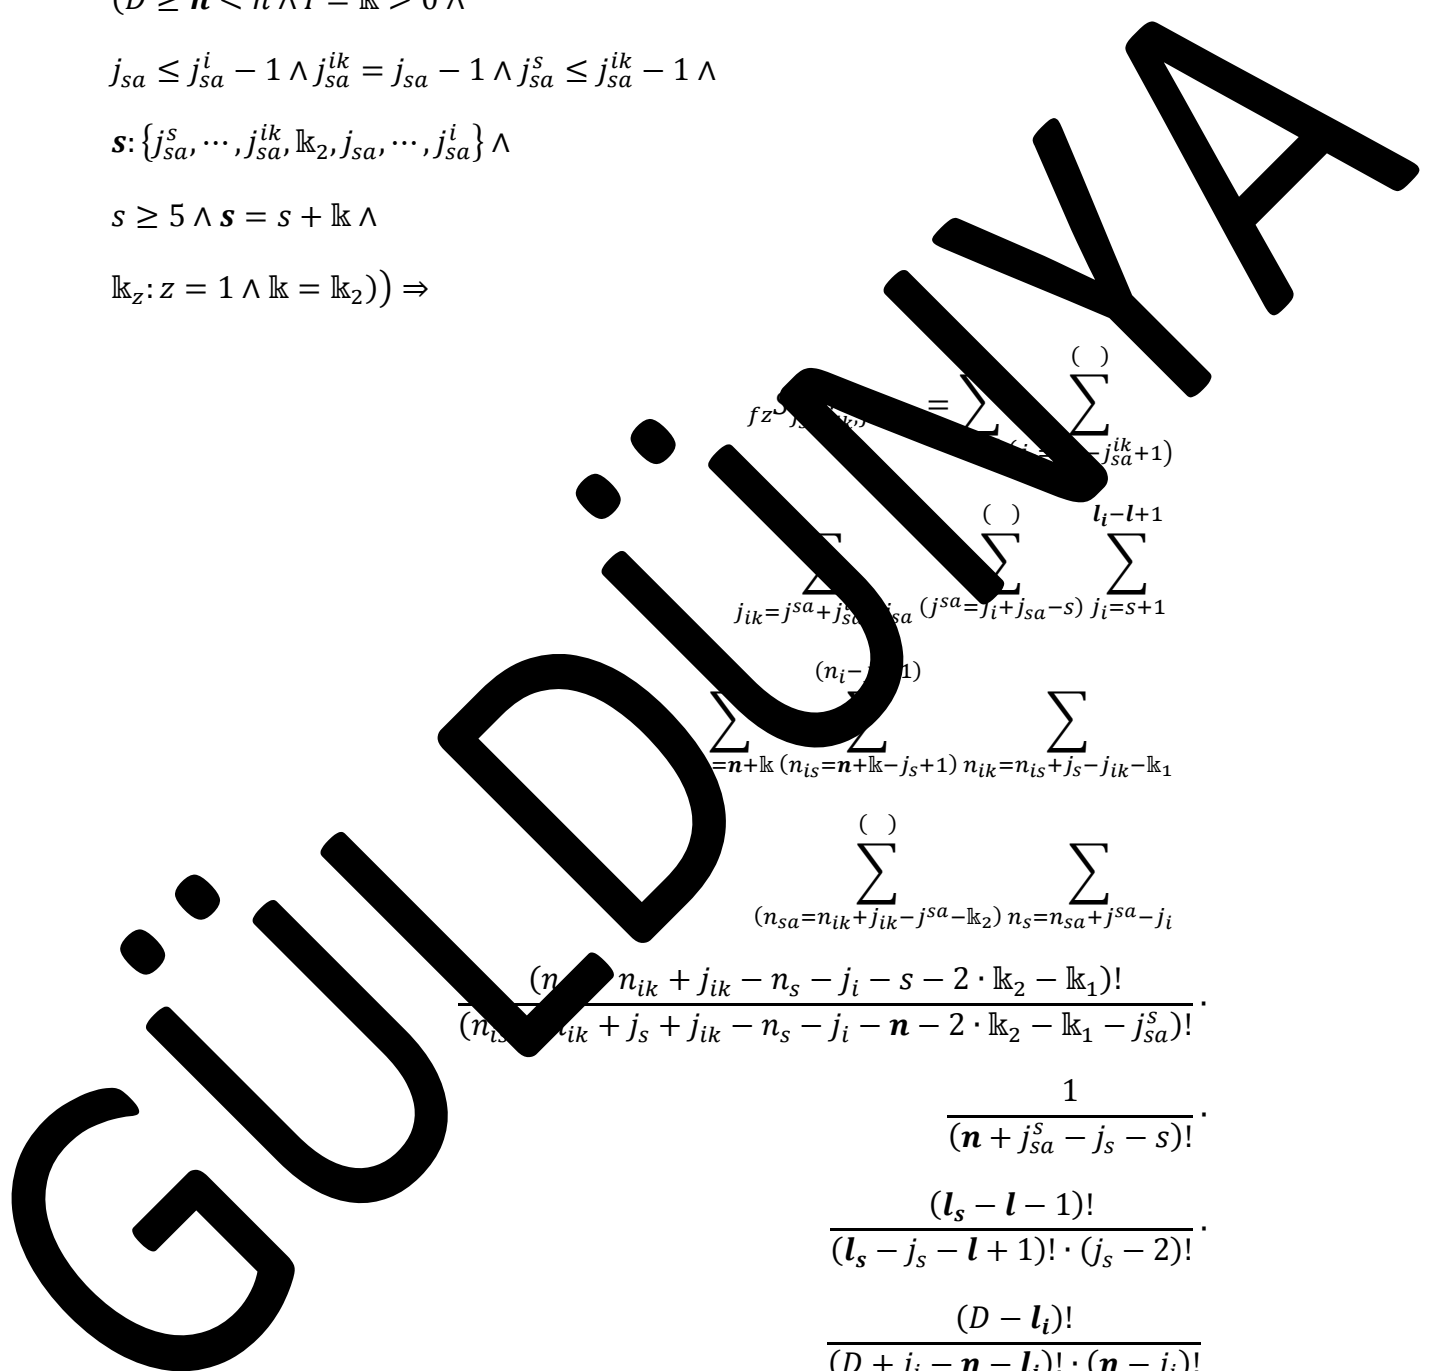 (D ≥ n < n ∧ I = 𝕜 > 0 ∧
j_{sa} ≤ j_{sa}^{i} − 1 ∧ j_{sa}^{ik} = j_{sa} − 1 ∧ j_{sa}^{s} ≤ j_{sa}^{ik} − 1 ∧
s: {j_{sa}^{s}, ⋯, j_{sa}^{ik}, 𝕜_2, j_{sa}, ⋯, j_{sa}^{i}} ∧
s ≥ 5 ∧ s = s + 𝕜 ∧
𝕜_z: z = 1 ∧ 𝕜 = 𝕜_2)) ⇒
( )
= ∑ ∑
−j_{sa}^{ik}+1)
( ) l_i−l+1
∑ ∑ ∑
(j^{sa}=j_i+j_{sa}−s) j_i=s+1
∑ ∑ ∑
=n+𝕜 (n_{is}=n+𝕜−j_s+1) n_{ik}=n_{is}+j_s−j_{ik}−𝕜_1
( )
∑ ∑
(n_{sa}=n_{ik}+j_{ik}−j^{sa}−𝕜_2) n_s=n_{sa}+j^{sa}−j_i
n_{ik} + j_{ik} − n_s − j_i − s − 2 · 𝕜_2 − 𝕜_1)!
+ j_s + j_{ik} − n_s − j_i − n − 2 · 𝕜_2 − 𝕜_1 − j_{sa}^{s})! ·
1
(n + j_{sa}^{s} − j_s − s)! ·
(l_s − l − 1)!
(l_s − j_s − l + 1)! · (j_s − 2)! ·
(D − l_i)!
(D + j_i − n − l_i)! · (n − j_i)!
GÜLDÜNYA